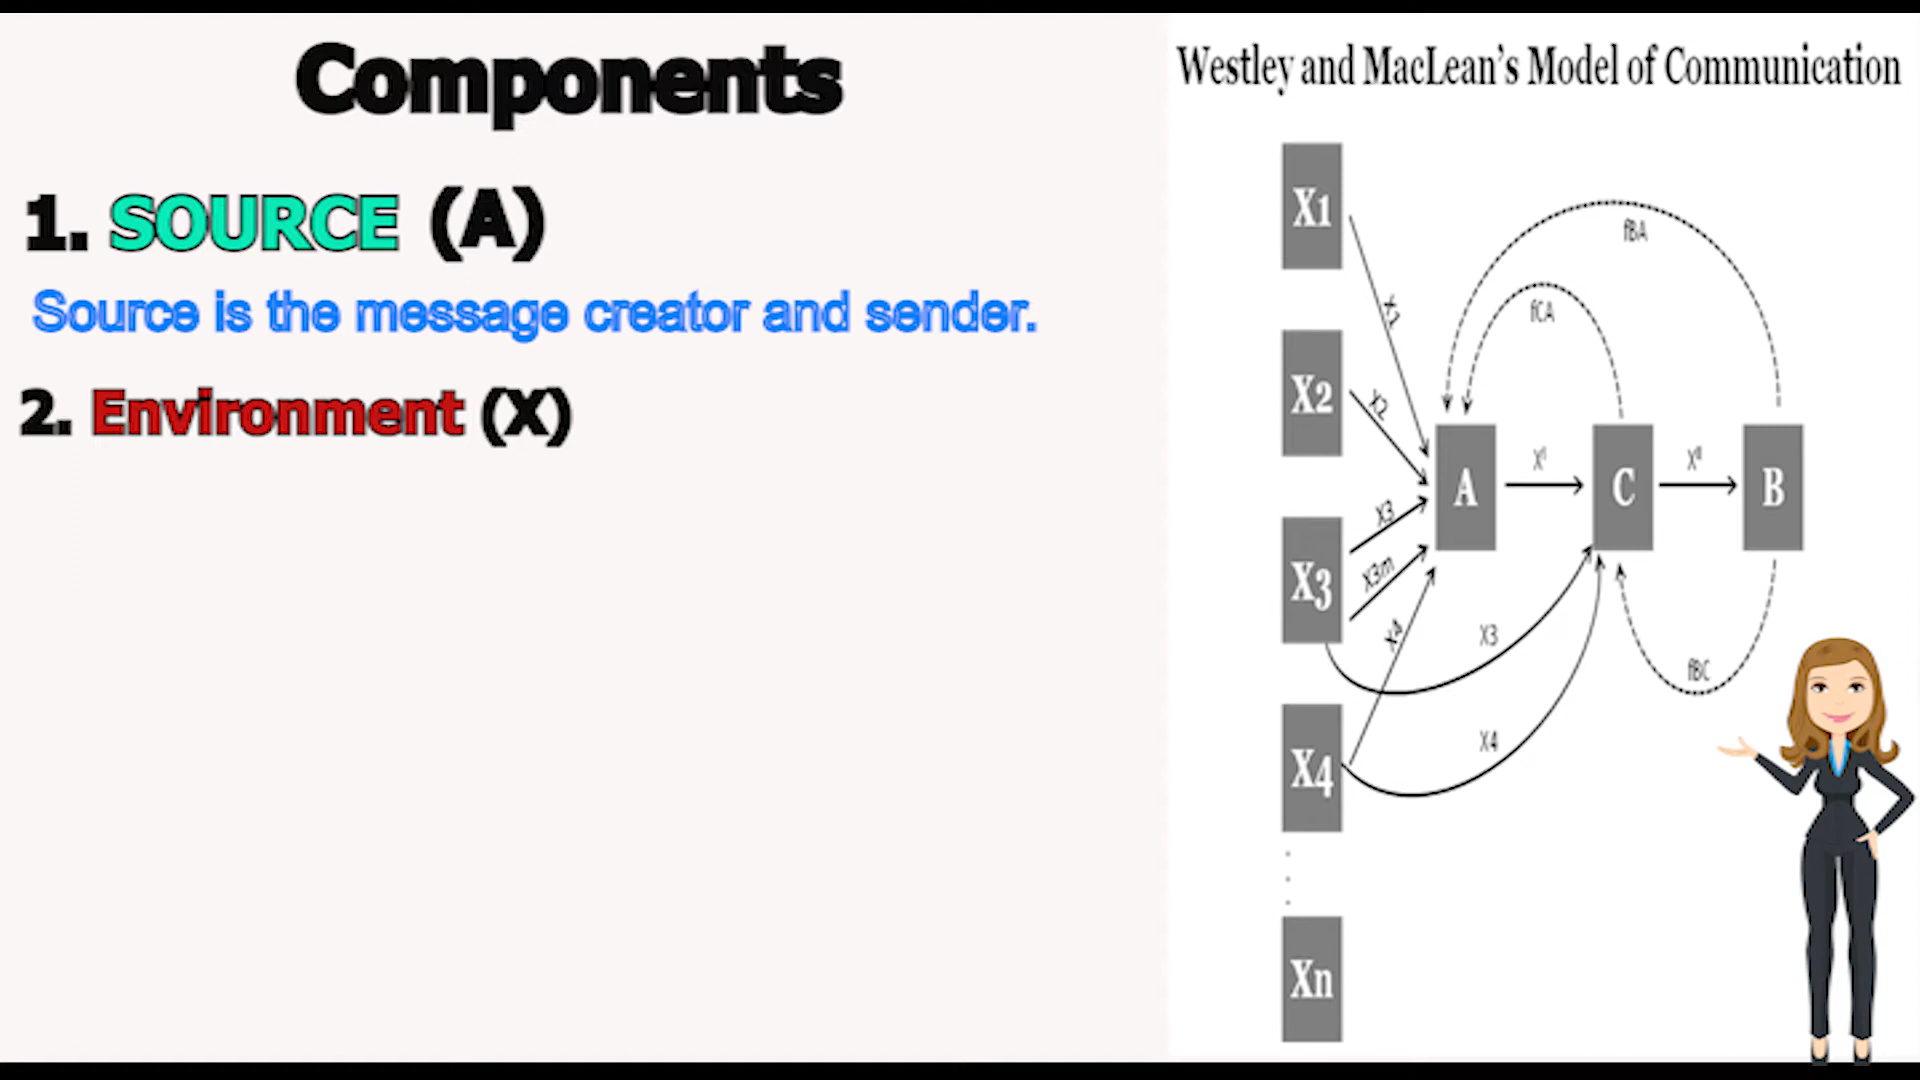 Components
1. SOURCE (A)
Source is the message creator and sender.
2. Environment (X)
Westley and MacLean's Model of Communication
X1
fBA
fCA
X1
X2
X2
A
X'
C
X"
B
X3
X3m
X3
X4
X3
fBC
X4
X4
Xn